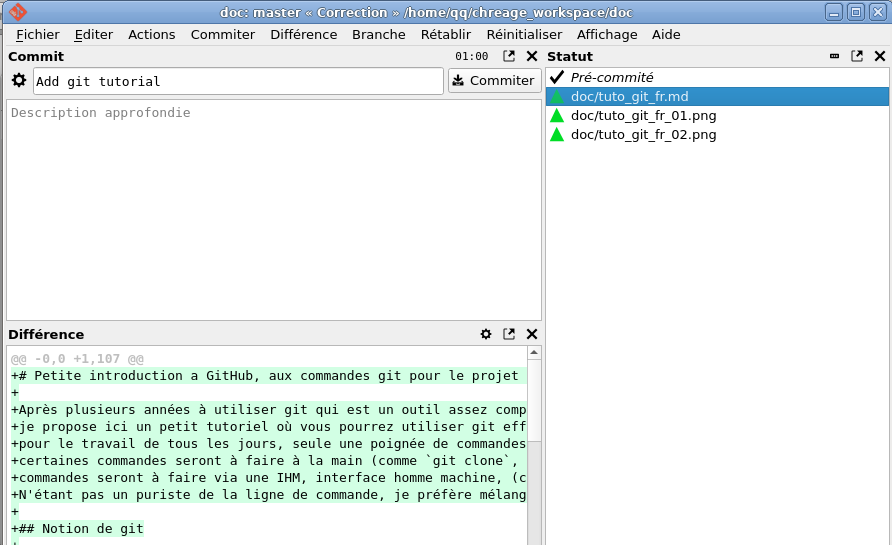 doc: master « Correction » /home/qq/chreage_workspace/doc
Fichier Editer Actions Commiter Différence Branche Rétablir Réinitialiser Affichage Aide
Commit 01:00
Add git tutorial Commiter
Description approfondie
Statut
Pré-commité
doc/tuto_git_fr.md
doc/tuto_git_fr_01.png
doc/tuto_git_fr_02.png
Différence
@@ -0,0 +1,107 @@
+# Petite introduction a GitHub, aux commandes git pour le projet
+
+Après plusieurs années à utiliser git qui est un outil assez comp
+je propose ici un petit tutoriel où vous pourrez utiliser git eff
+pour le travail de tous les jours, seule une poignée de commandes
+certaines commandes seront à faire à la main (comme `git clone`,
+commandes seront à faire via une IHM, interface homme machine, (c
+N'étant pas un puriste de la ligne de commande, je préfère mélang
+
+## Notion de git